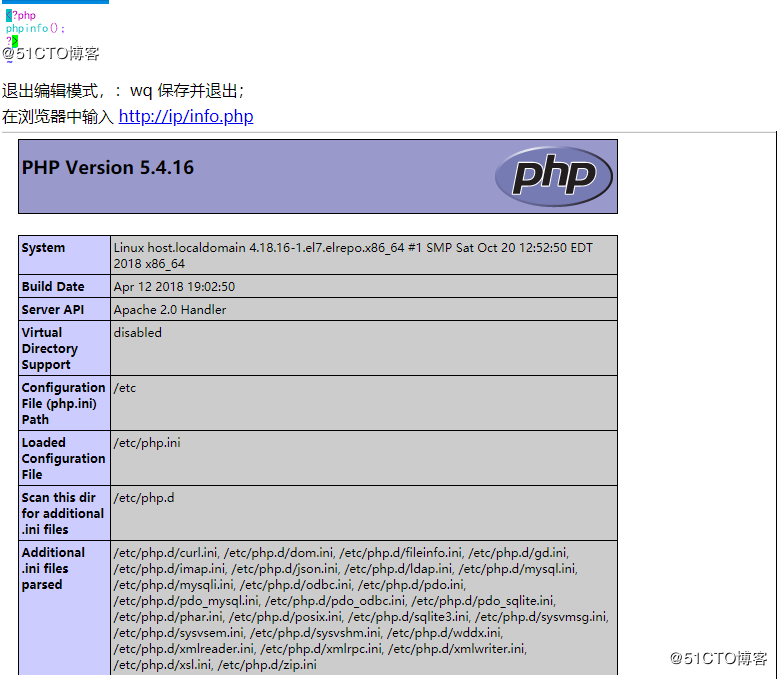 <?php
phpinfo();
?>
@51CTO博客
~
退出编辑模式，：wq 保存并退出；
在浏览器中输入 http://ip/info.php
PHP Version 5.4.16
php
System
Linux host.localdomain 4.18.16-1.el7.elrepo.x86_64 #1 SMP Sat Oct 20 12:52:50 EDT
2018 x86_64
Build Date
Apr 12 2018 19:02:50
Server API
Apache 2.0 Handler
Virtual
Directory
Support
disabled
Configuration
File (php.ini)
Path
/etc
Loaded
Configuration
File
/etc/php.ini
Scan this dir
for additional
.ini files
/etc/php.d
Additional
.ini files
parsed
/etc/php.d/curl.ini, /etc/php.d/dom.ini, /etc/php.d/fileinfo.ini, /etc/php.d/gd.ini,
/etc/php.d/imap.ini, /etc/php.d/json.ini, /etc/php.d/ldap.ini, /etc/php.d/mysql.ini,
/etc/php.d/mysqli.ini, /etc/php.d/odbc.ini, /etc/php.d/pdo.ini,
/etc/php.d/pdo_mysql.ini, /etc/php.d/pdo_odbc.ini, /etc/php.d/pdo_sqlite.ini,
/etc/php.d/phar.ini, /etc/php.d/posix.ini, /etc/php.d/sqlite3.ini, /etc/php.d/sysvmsg.ini,
/etc/php.d/sysvsem.ini, /etc/php.d/sysvshm.ini, /etc/php.d/wddx.ini,
/etc/php.d/xmlreader.ini, /etc/php.d/xmlrpc.ini, /etc/php.d/xmlwriter.ini,
/etc/php.d/xsl.ini, /etc/php.d/zip.ini
@51CTO博客